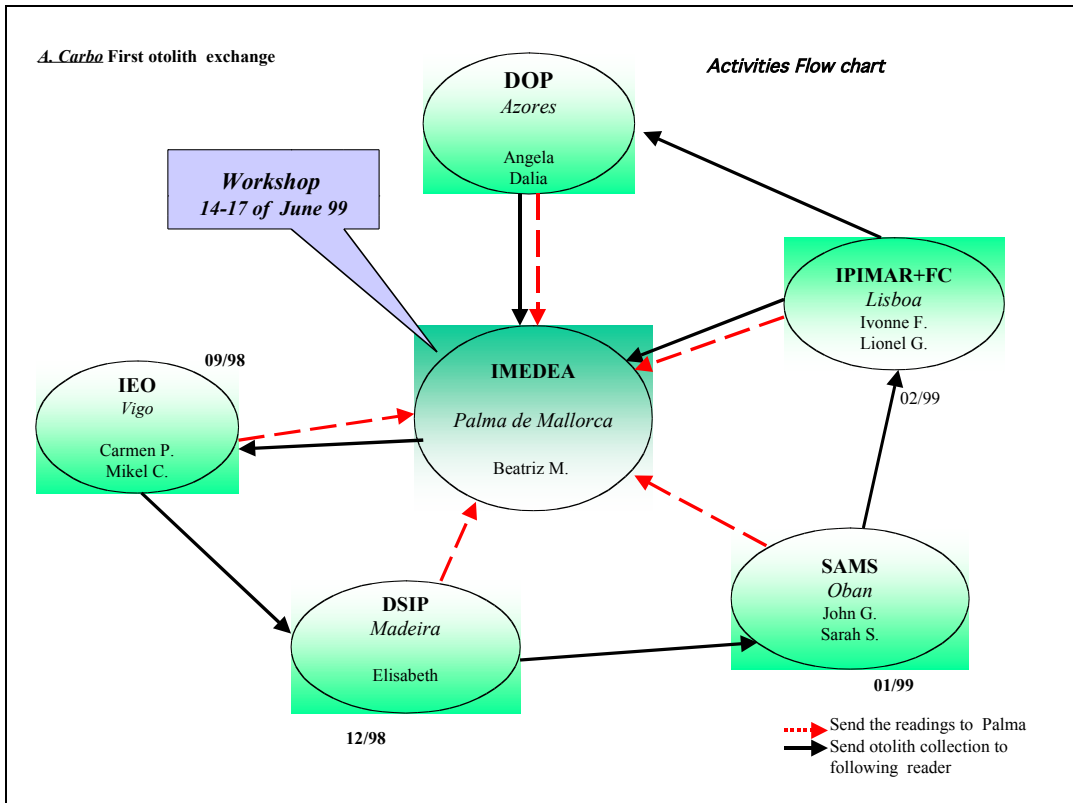 A. Carbo First otolith exchange
Activities Flow chart
DOP
Azores
Angela
Dalia
Workshop
14-17 of June 99
IPIMAR+FC
Lisboa
Ivonne F.
Lionel G.
02/99
09/98
IEO
Vigo
Carmen P.
Mikel C.
IMEDEA
Palma de Mallorca
Beatriz M.
SAMS
Oban
John G.
Sarah S.
01/99
DSIP
Madeira
Elisabeth
12/98
Send the readings to Palma
Send otolith collection to
following reader